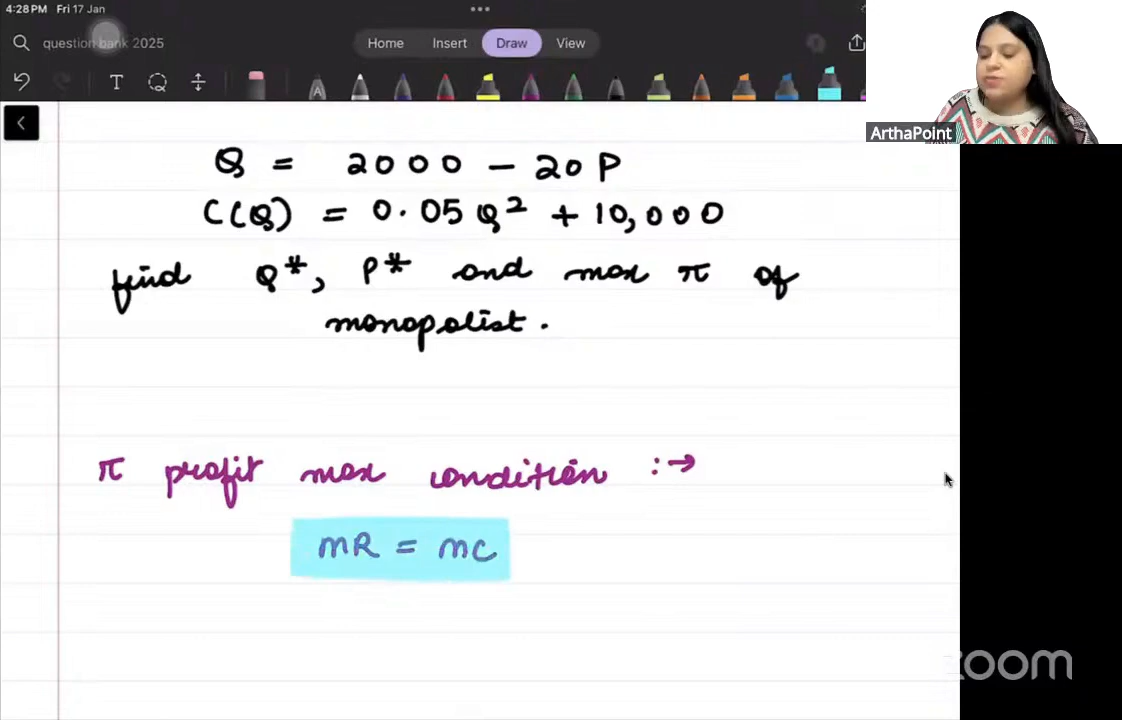 4:28 PM Fri 17 Jan
question bank 2025
Home Insert Draw View
T
A
ArthaPoint
Q = 2000 - 20P
C(Q) = 0.05Q² + 10,000
find Q*, P* and max π of
monopolist.
π profit max condition :→
MR = MC
zoom